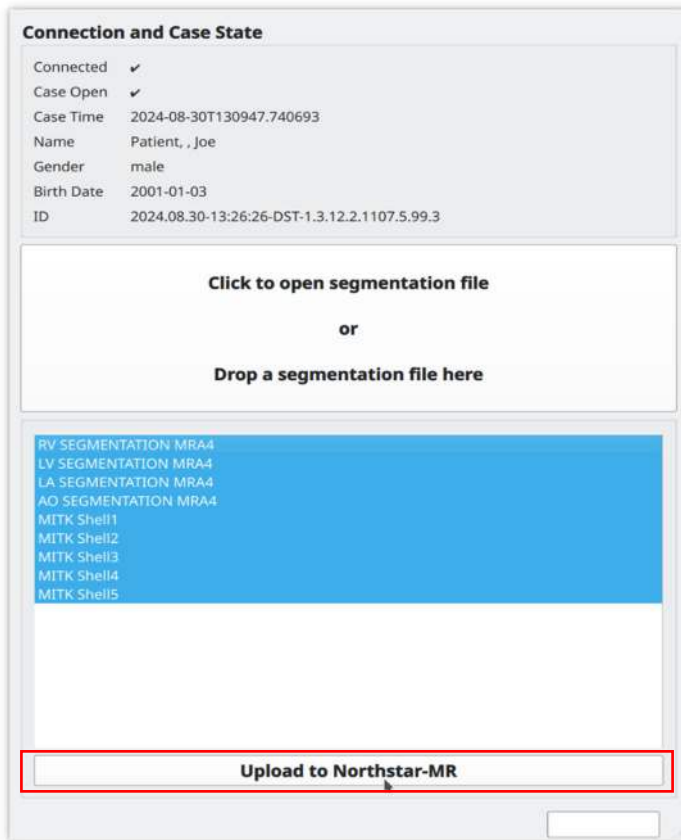 Connection and Case State
Connected ✔
Case Open ✔
Case Time 2024-08-30T130947.740693
Name Patient, , Joe
Gender male
Birth Date 2001-01-03
ID 2024.08.30-13:26:26-DST-1.3.12.2.1107.5.99.3
Click to open segmentation file
or
Drop a segmentation file here
RV SEGMENTATION MRA4
LV SEGMENTATION MRA4
LA SEGMENTATION MRA4
AO SEGMENTATION MRA4
MITK Shell1
MITK Shell2
MITK Shell3
MITK Shell4
MITK Shell5
Upload to Northstar-MR